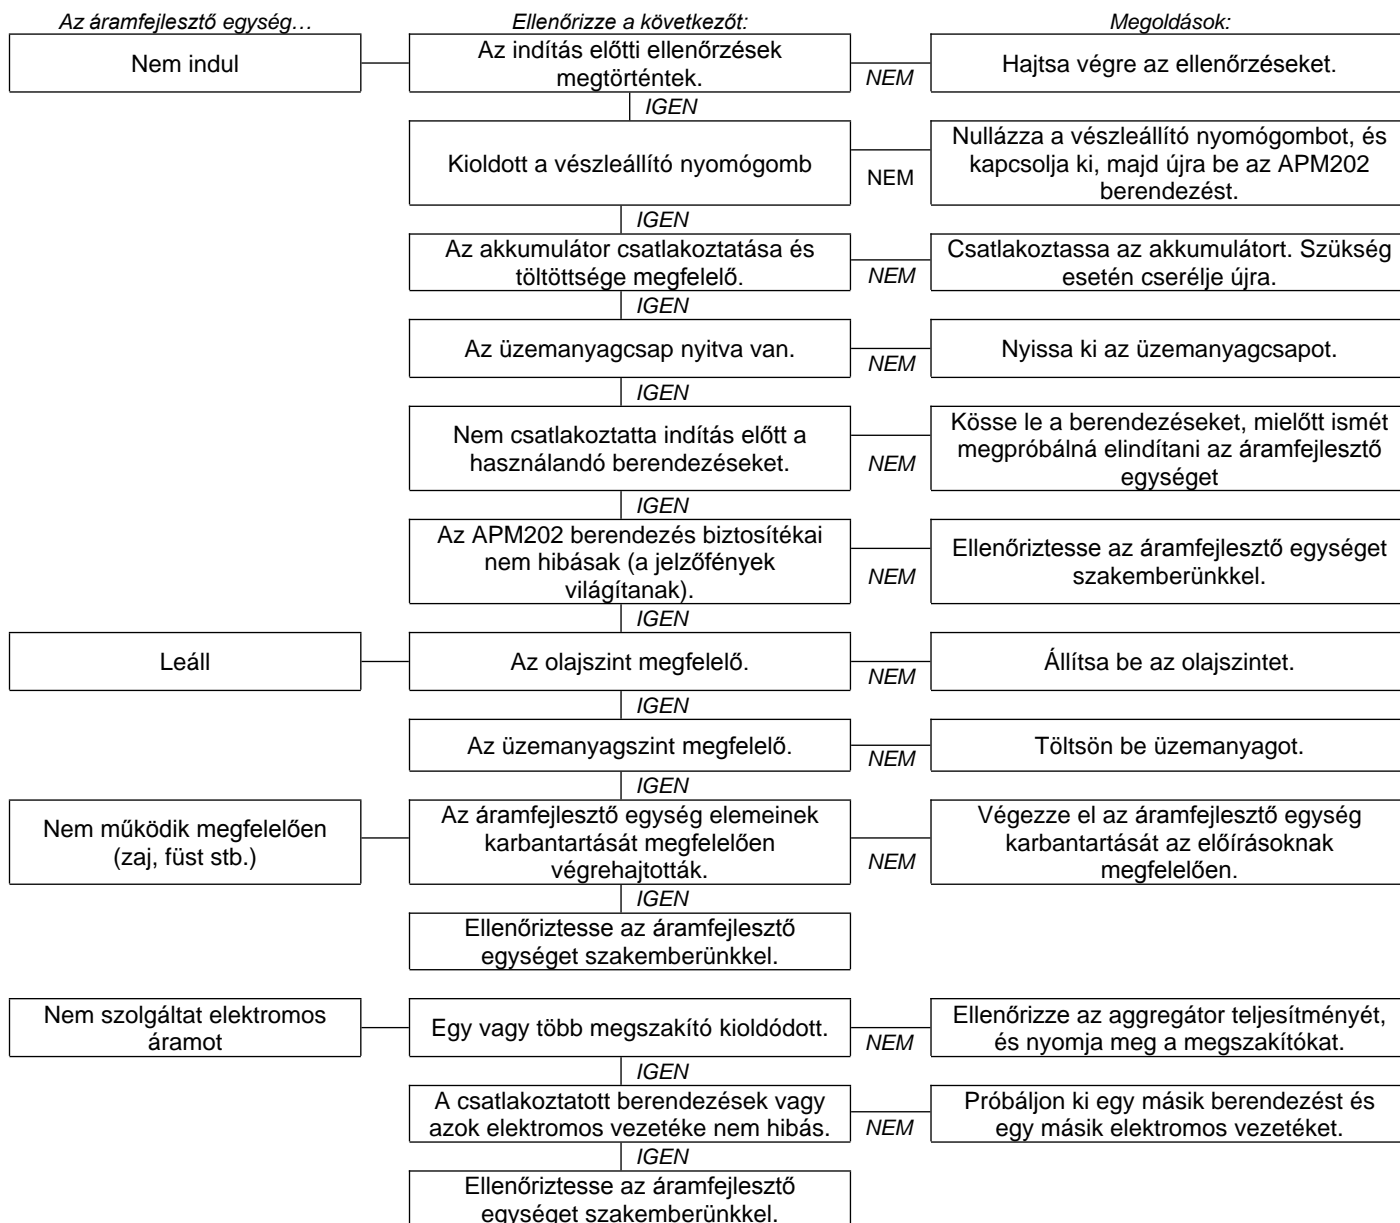 Az áramfejlesztő egység…
Ellenőrizze a következőt:
Megoldások:
Nem indul
Az indítás előtti ellenőrzések
megtörténtek.
NEM
Hajtsa végre az ellenőrzéseket.
IGEN
Kioldott a vészleállító nyomógomb
NEM
Nullázza a vészleállító nyomógombot, és
kapcsolja ki, majd újra be az APM202
berendezést.
IGEN
Az akkumulátor csatlakoztatása és
töltöttsége megfelelő.
NEM
Csatlakoztassa az akkumulátort. Szükség
esetén cserélje újra.
IGEN
Az üzemanyagcsap nyitva van.
NEM
Nyissa ki az üzemanyagcsapot.
IGEN
Nem csatlakoztatta indítás előtt a
használandó berendezéseket.
NEM
Kösse le a berendezéseket, mielőtt ismét
megpróbálná elindítani az áramfejlesztő
egységet
IGEN
Az APM202 berendezés biztosítékai
nem hibásak (a jelzőfények
világítanak).
NEM
Ellenőriztesse az áramfejlesztő egységet
szakemberünkkel.
IGEN
Leáll
Az olajszint megfelelő.
NEM
Állítsa be az olajszintet.
IGEN
Az üzemanyagszint megfelelő.
NEM
Töltsön be üzemanyagot.
IGEN
Nem működik megfelelően
(zaj, füst stb.)
Az áramfejlesztő egység elemeinek
karbantartását megfelelően
végrehajtották.
NEM
Végezze el az áramfejlesztő egység
karbantartását az előírásoknak
megfelelően.
IGEN
Ellenőriztesse az áramfejlesztő
egységet szakemberünkkel.
Nem szolgáltat elektromos
áramot
Egy vagy több megszakító kioldódott.
NEM
Ellenőrizze az aggregátor teljesítményét,
és nyomja meg a megszakítókat.
IGEN
A csatlakoztatott berendezések vagy
azok elektromos vezetéke nem hibás.
NEM
Próbáljon ki egy másik berendezést és
egy másik elektromos vezetéket.
IGEN
Ellenőriztesse az áramfejlesztő
egységet szakemberünkkel.